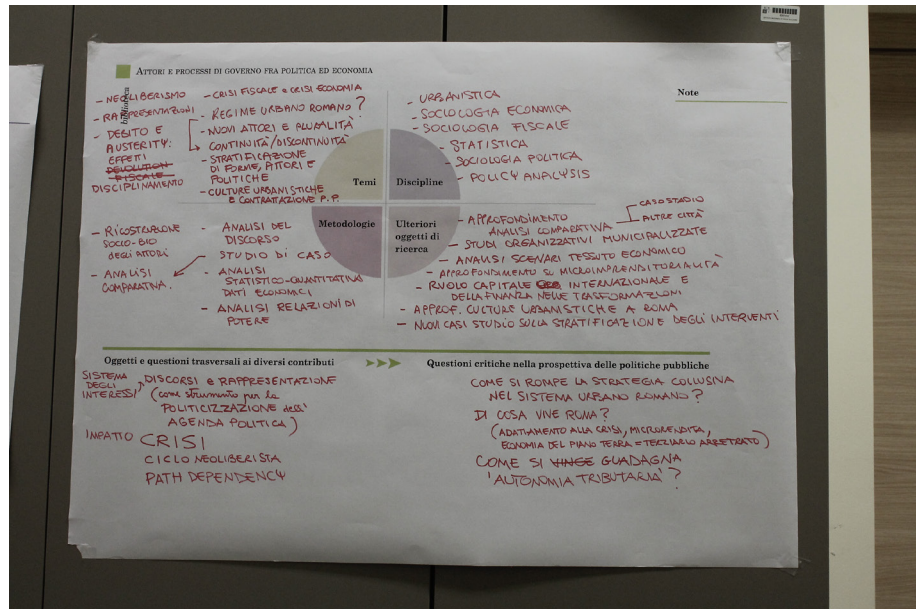 ATTORI E PROCESSI DI GOVERNO FRA POLITICA ED ECONOMIA
biblioteca
- NEOLIBERISMO
- RAPPRESENTAZIONI
- DEBITO E
AUSTERITY:
EFFETTI
DEVOLUTION
FISCALE
DISCIPLINAMENTO
- CRISI FISCALE e CRISI ECONOMIA
- REGIME URBANO ROMANO?
- NUOVI ATTORI E PLURALITÀ
CONTINUITÀ/DISCONTINUITÀ
- STRATIFICAZIONE
DI FORME, ATTORI E
POLITICHE
- CULTURE URBANISTICHE
E CONTRATTAZIONE P.P.
Temi
Discipline
- URBANISTICA
- SOCIOLOGIA ECONOMICA
- SOCIOLOGIA FISCALE
- STATISTICA
- SOCIOLOGIA POLITICA
- POLICY ANALYSIS
Note
Metodologie
- RICOSTRUZIONE
SOCIO-BIO
DEGLI ATTORI
- ANALISI
COMPARATIVA.
- ANALISI DEL
DISCORSO
- STUDIO DI CASO
- ANALISI
STATISTICO-QUANTITATIVA
DATI ECONOMICI
- ANALISI RELAZIONI DI
POTERE
Ulteriori
oggetti di
ricerca
- APPROFONDIMENTO
ANALISI COMPARATIVA
CASO STUDIO
ALTRE CITTÀ
- STUDI ORGANIZZATIVI MUNICIPALIZZATE
- ANALISI SCENARI TESSUTO ECONOMICO
- APPROFONDIMENTO SU MICROIMPRENDITORIALITÀ
- RUOLO CAPITALE INTERNAZIONALE E
DELLA FINANZA NELLE TRASFORMAZIONI
- APPROF. CULTURE URBANISTICHE A ROMA
- NUOVI CASI STUDIO SULLA STRATIFICAZIONE DEGLI INTERVENTI
Oggetti e questioni trasversali ai diversi contributi
SISTEMA
DEGLI
INTERESSI
DISCORSI e RAPPRESENTAZIONE
(come strumento per la
POLITICIZZAZIONE dell'
AGENDA POLITICA)
IMPATTO CRISI
CICLO NEOLIBERISTA
PATH DEPENDENCY
Questioni critiche nella prospettiva delle politiche pubbliche
COME SI ROMPE LA STRATEGIA COLLUSIVA
NEL SISTEMA URBANO ROMANO?
DI COSA VIVE ROMA?
(ADATTAMENTO ALLA CRISI, MICRORENDITA,
ECONOMIA DEL PIANO TERRA = TERZIARIO ARRETRATO)
COME SI VINCE GUADAGNA
'AUTONOMIA TRIBUTARIA'?